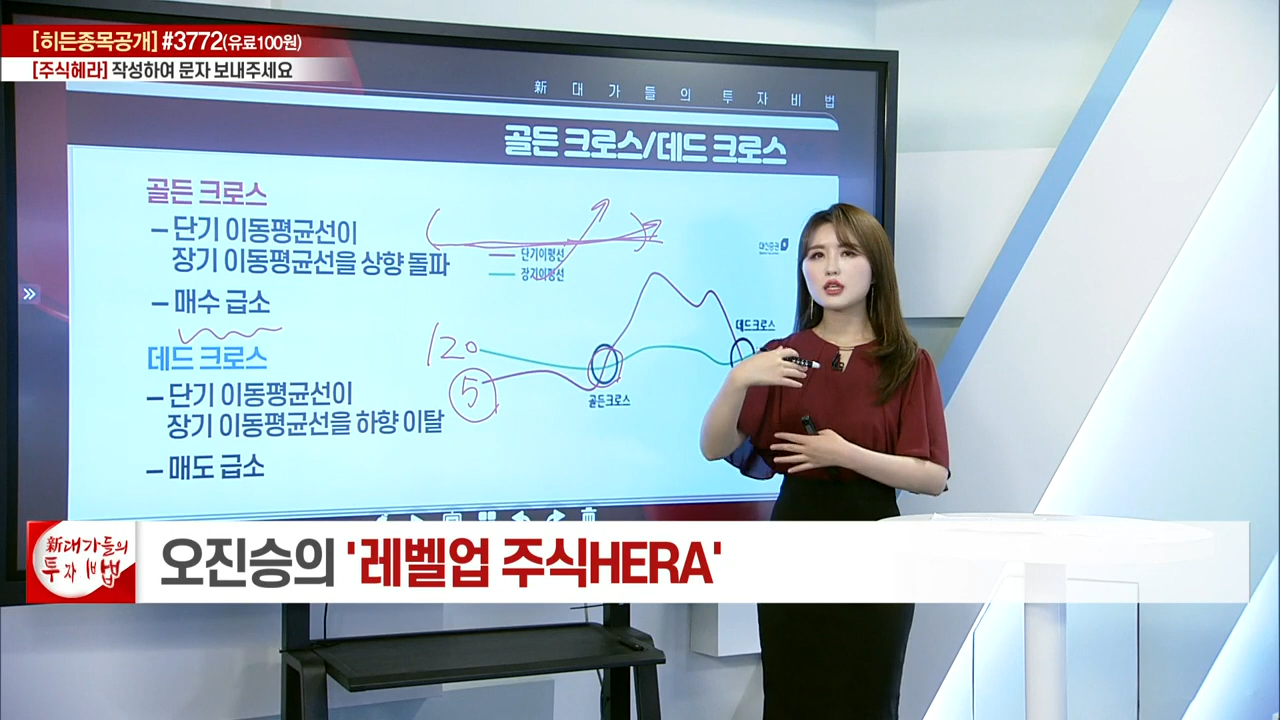 [히든종목공개] #3772(유료100원)
[주식헤라] 작성하여 문자 보내주세요
新 대가들의 투자비법
골든 크로스/데드 크로스
골든 크로스
– 단기 이동평균선이
장기 이동평균선을 상향 돌파
– 매수 급소
데드 크로스
– 단기 이동평균선이
장기 이동평균선을 하향 이탈
– 매도 급소
단기이평선
장기이평선
대신증권
120
5
골든크로스
데드크로스
新대가들의
투자비법
오진승의 '레벨업 주식HERA'